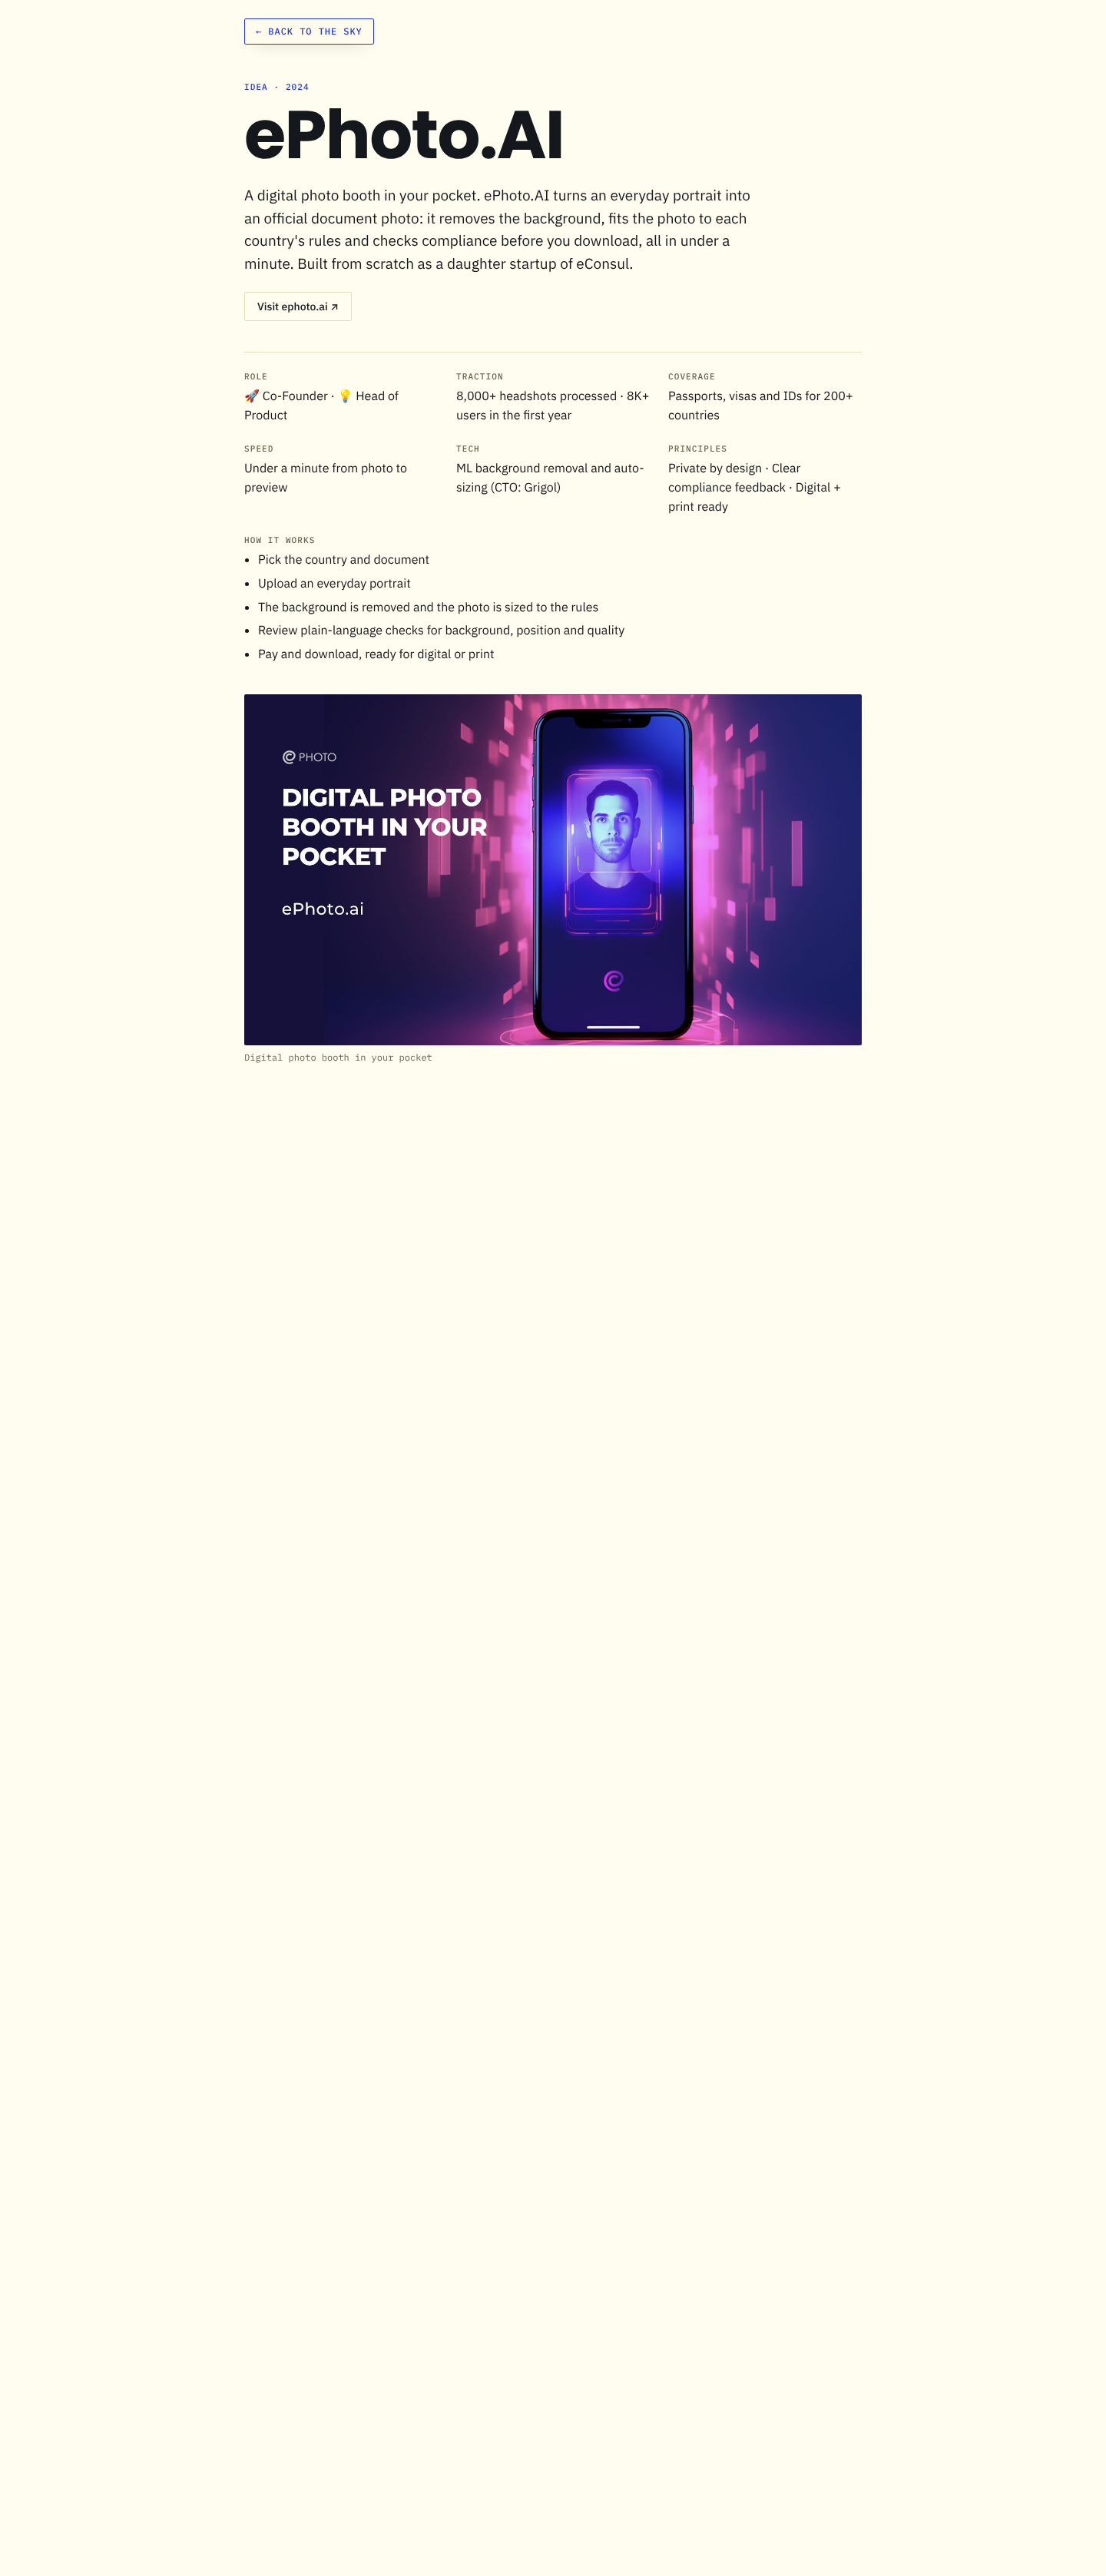 ← BACK TO THE SKY
IDEA · 2024
ePhoto.AI
A digital photo booth in your pocket. ePhoto.AI turns an everyday portrait into
an official document photo: it removes the background, fits the photo to each
country's rules and checks compliance before you download, all in under a
minute. Built from scratch as a daughter startup of eConsul.
Visit ephoto.ai ↗
ROLE
🚀 Co-Founder · 💡 Head of
Product
TRACTION
8,000+ headshots processed · 8K+
users in the first year
COVERAGE
Passports, visas and IDs for 200+
countries
SPEED
Under a minute from photo to
preview
TECH
ML background removal and auto-
sizing (CTO: Grigol)
PRINCIPLES
Private by design · Clear
compliance feedback · Digital +
print ready
HOW IT WORKS
• Pick the country and document
• Upload an everyday portrait
• The background is removed and the photo is sized to the rules
• Review plain-language checks for background, position and quality
• Pay and download, ready for digital or print
PHOTO
DIGITAL PHOTO
BOOTH IN YOUR
POCKET
ePhoto.ai
Digital photo booth in your pocket